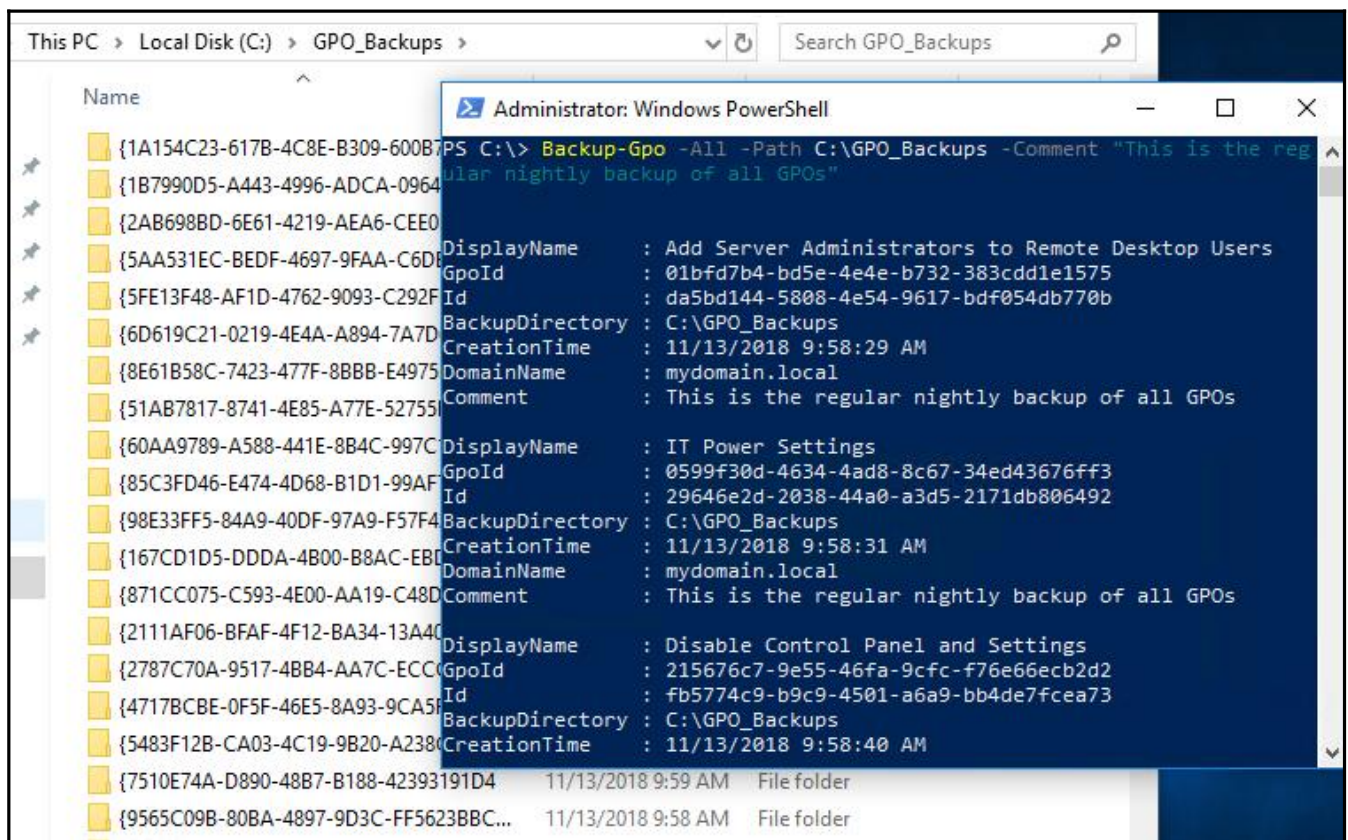 This PC > Local Disk (C:) > GPO_Backups >
Search GPO_Backups
Name
{1A154C23-617B-4C8E-B309-600B7
{1B7990D5-A443-4996-ADCA-0964
{2AB698BD-6E61-4219-AEA6-CEE0
{5AA531EC-BEDF-4697-9FAA-C6DE
{5FE13F48-AF1D-4762-9093-C292F
{6D619C21-0219-4E4A-A894-7A7D
{8E61B58C-7423-477F-8BBB-E4975
{51AB7817-8741-4E85-A77E-52755
{60AA9789-A588-441E-8B4C-997C
{85C3FD46-E474-4D68-B1D1-99AF
{98E33FF5-84A9-40DF-97A9-F57F4
{167CD1D5-DDDA-4B00-B8AC-EBD
{871CC075-C593-4E00-AA19-C48D
{2111AF06-BFAF-4F12-BA34-13A40
{2787C70A-9517-4BB4-AA7C-ECC
{4717BCBE-0F5F-46E5-8A93-9CA5F
{5483F12B-CA03-4C19-9B20-A238
{7510E74A-D890-48B7-B188-42393191D4 11/13/2018 9:59 AM File folder
{9565C09B-80BA-4897-9D3C-FF5623BBC... 11/13/2018 9:58 AM File folder
Administrator: Windows PowerShell
PS C:\> Backup-Gpo -All -Path C:\GPO_Backups -Comment "This is the reg
ular nightly backup of all GPOs"
DisplayName : Add Server Administrators to Remote Desktop Users
GpoId : 01bfd7b4-bd5e-4e4e-b732-383cdd1e1575
Id : da5bd144-5808-4e54-9617-bdf054db770b
BackupDirectory : C:\GPO_Backups
CreationTime : 11/13/2018 9:58:29 AM
DomainName : mydomain.local
Comment : This is the regular nightly backup of all GPOs
DisplayName : IT Power Settings
GpoId : 0599f30d-4634-4ad8-8c67-34ed43676ff3
Id : 29646e2d-2038-44a0-a3d5-2171db806492
BackupDirectory : C:\GPO_Backups
CreationTime : 11/13/2018 9:58:31 AM
DomainName : mydomain.local
Comment : This is the regular nightly backup of all GPOs
DisplayName : Disable Control Panel and Settings
GpoId : 215676c7-9e55-46fa-9cfc-f76e66ecb2d2
Id : fb5774c9-b9c9-4501-a6a9-bb4de7fcea73
BackupDirectory : C:\GPO_Backups
CreationTime : 11/13/2018 9:58:40 AM